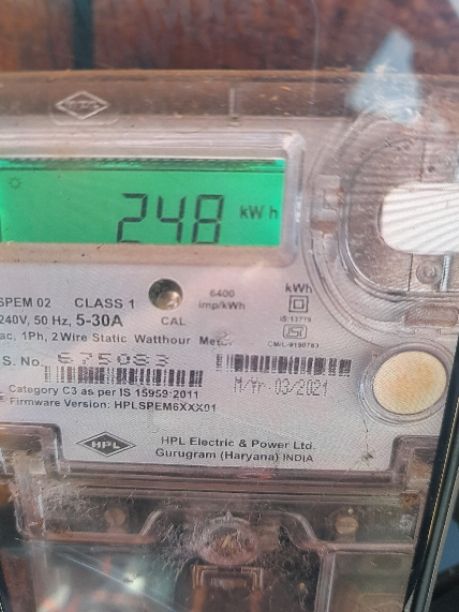 HPL
248 kWh
SPEM 02 CLASS 1
240V, 50 Hz, 5-30A
CAL
6400
imp/kWh
kWh
IS:13779
ac, 1Ph, 2 Wire Static Watthour Meter
S. No. 675083
M/Yr-03/2021
Category C3 as per IS 15959:2011
Firmware Version: HPLSPEM6XXX01
HPL
HPL Electric & Power Ltd.
Gurugram (Haryana) INDIA